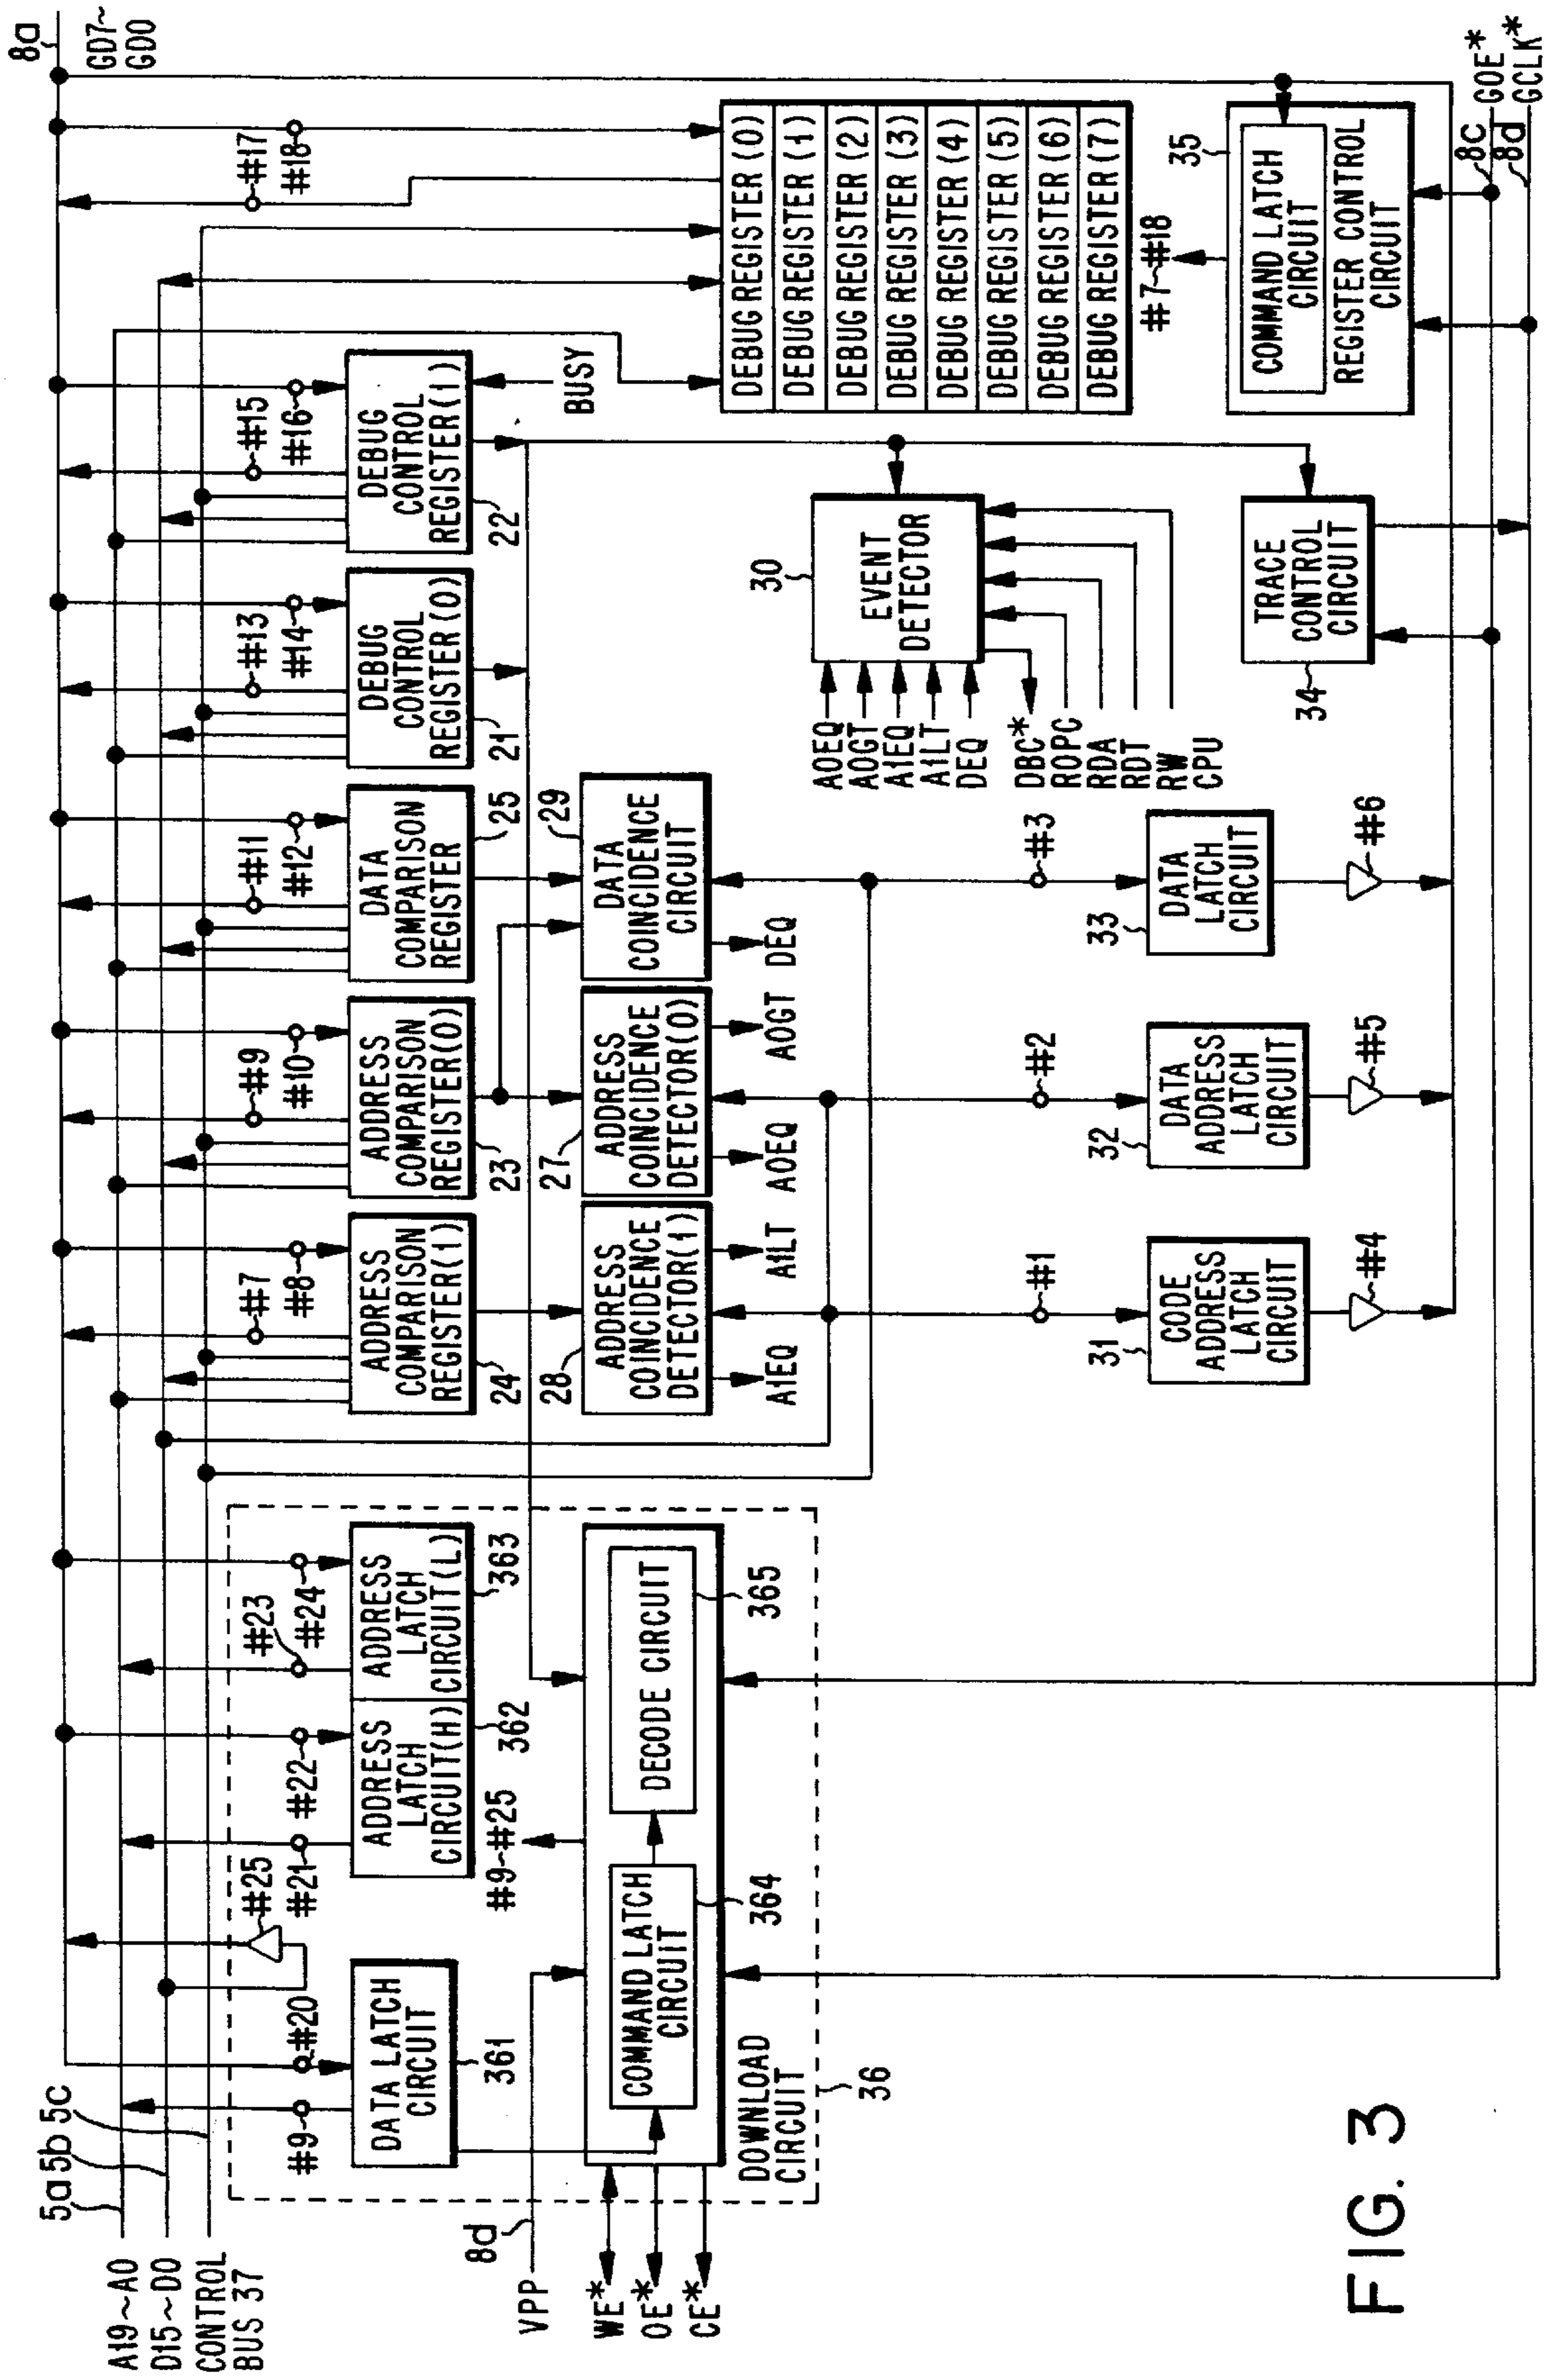 8a
GD7~
GD0
#17
#18
#15
#16
#13
#14
#11
#12
#9
#10
#7
#8
#23
#24
#22
#21
#25
#20
#9
5a 5b 5c
A19~A0
D15~D0
CONTROL
BUS 37
DATA LATCH
CIRCUIT
361
ADDRESS
LATCH
CIRCUIT(H)
362
ADDRESS
LATCH
CIRCUIT(L)
363
ADDRESS
COMPARISON
REGISTER(1)
24
ADDRESS
COMPARISON
REGISTER(0)
23
DATA
COMPARISON
REGISTER
25
DEBUG
CONTROL
REGISTER(0)
21
DEBUG
CONTROL
REGISTER(1)
22
BUSY
DEBUG REGISTER (0)
DEBUG REGISTER (1)
DEBUG REGISTER (2)
DEBUG REGISTER (3)
DEBUG REGISTER (4)
DEBUG REGISTER (5)
DEBUG REGISTER (6)
DEBUG REGISTER (7)
#7~#18
8d
VPP
WE*
OE*
CE*
#9~#25
COMMAND LATCH
CIRCUIT
364
DECODE CIRCUIT
365
DOWNLOAD
CIRCUIT
36
28
ADDRESS
COINCIDENCE
DETECTOR(1)
A1EQ
A1LT
27
ADDRESS
COINCIDENCE
DETECTOR(0)
A0EQ
A0GT
29
DATA
COINCIDENCE
CIRCUIT
DEQ
30
EVENT
DETECTOR
A0EQ
A0GT
A1EQ
A1LT
DEQ
DBC*
ROPC
RDA
RDT
RW
CPU
#1
#2
#3
31
CODE
ADDRESS
LATCH
CIRCUIT
#4
32
DATA
ADDRESS
LATCH
CIRCUIT
#5
33
DATA
LATCH
CIRCUIT
#6
34
TRACE
CONTROL
CIRCUIT
35
COMMAND LATCH
CIRCUIT
REGISTER CONTROL
CIRCUIT
8c
GOE*
8d
GCLK*
FIG. 3